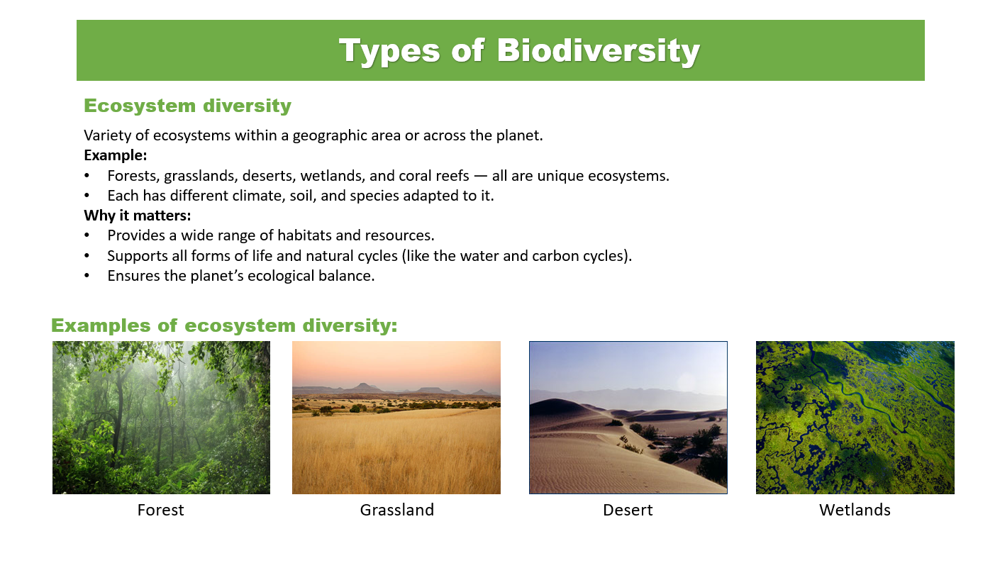 Types of Biodiversity
Ecosystem diversity
Variety of ecosystems within a geographic area or across the planet.
Example:
• Forests, grasslands, deserts, wetlands, and coral reefs — all are unique ecosystems.
• Each has different climate, soil, and species adapted to it.
Why it matters:
• Provides a wide range of habitats and resources.
• Supports all forms of life and natural cycles (like the water and carbon cycles).
• Ensures the planet’s ecological balance.
Examples of ecosystem diversity:
Forest
Grassland
Desert
Wetlands